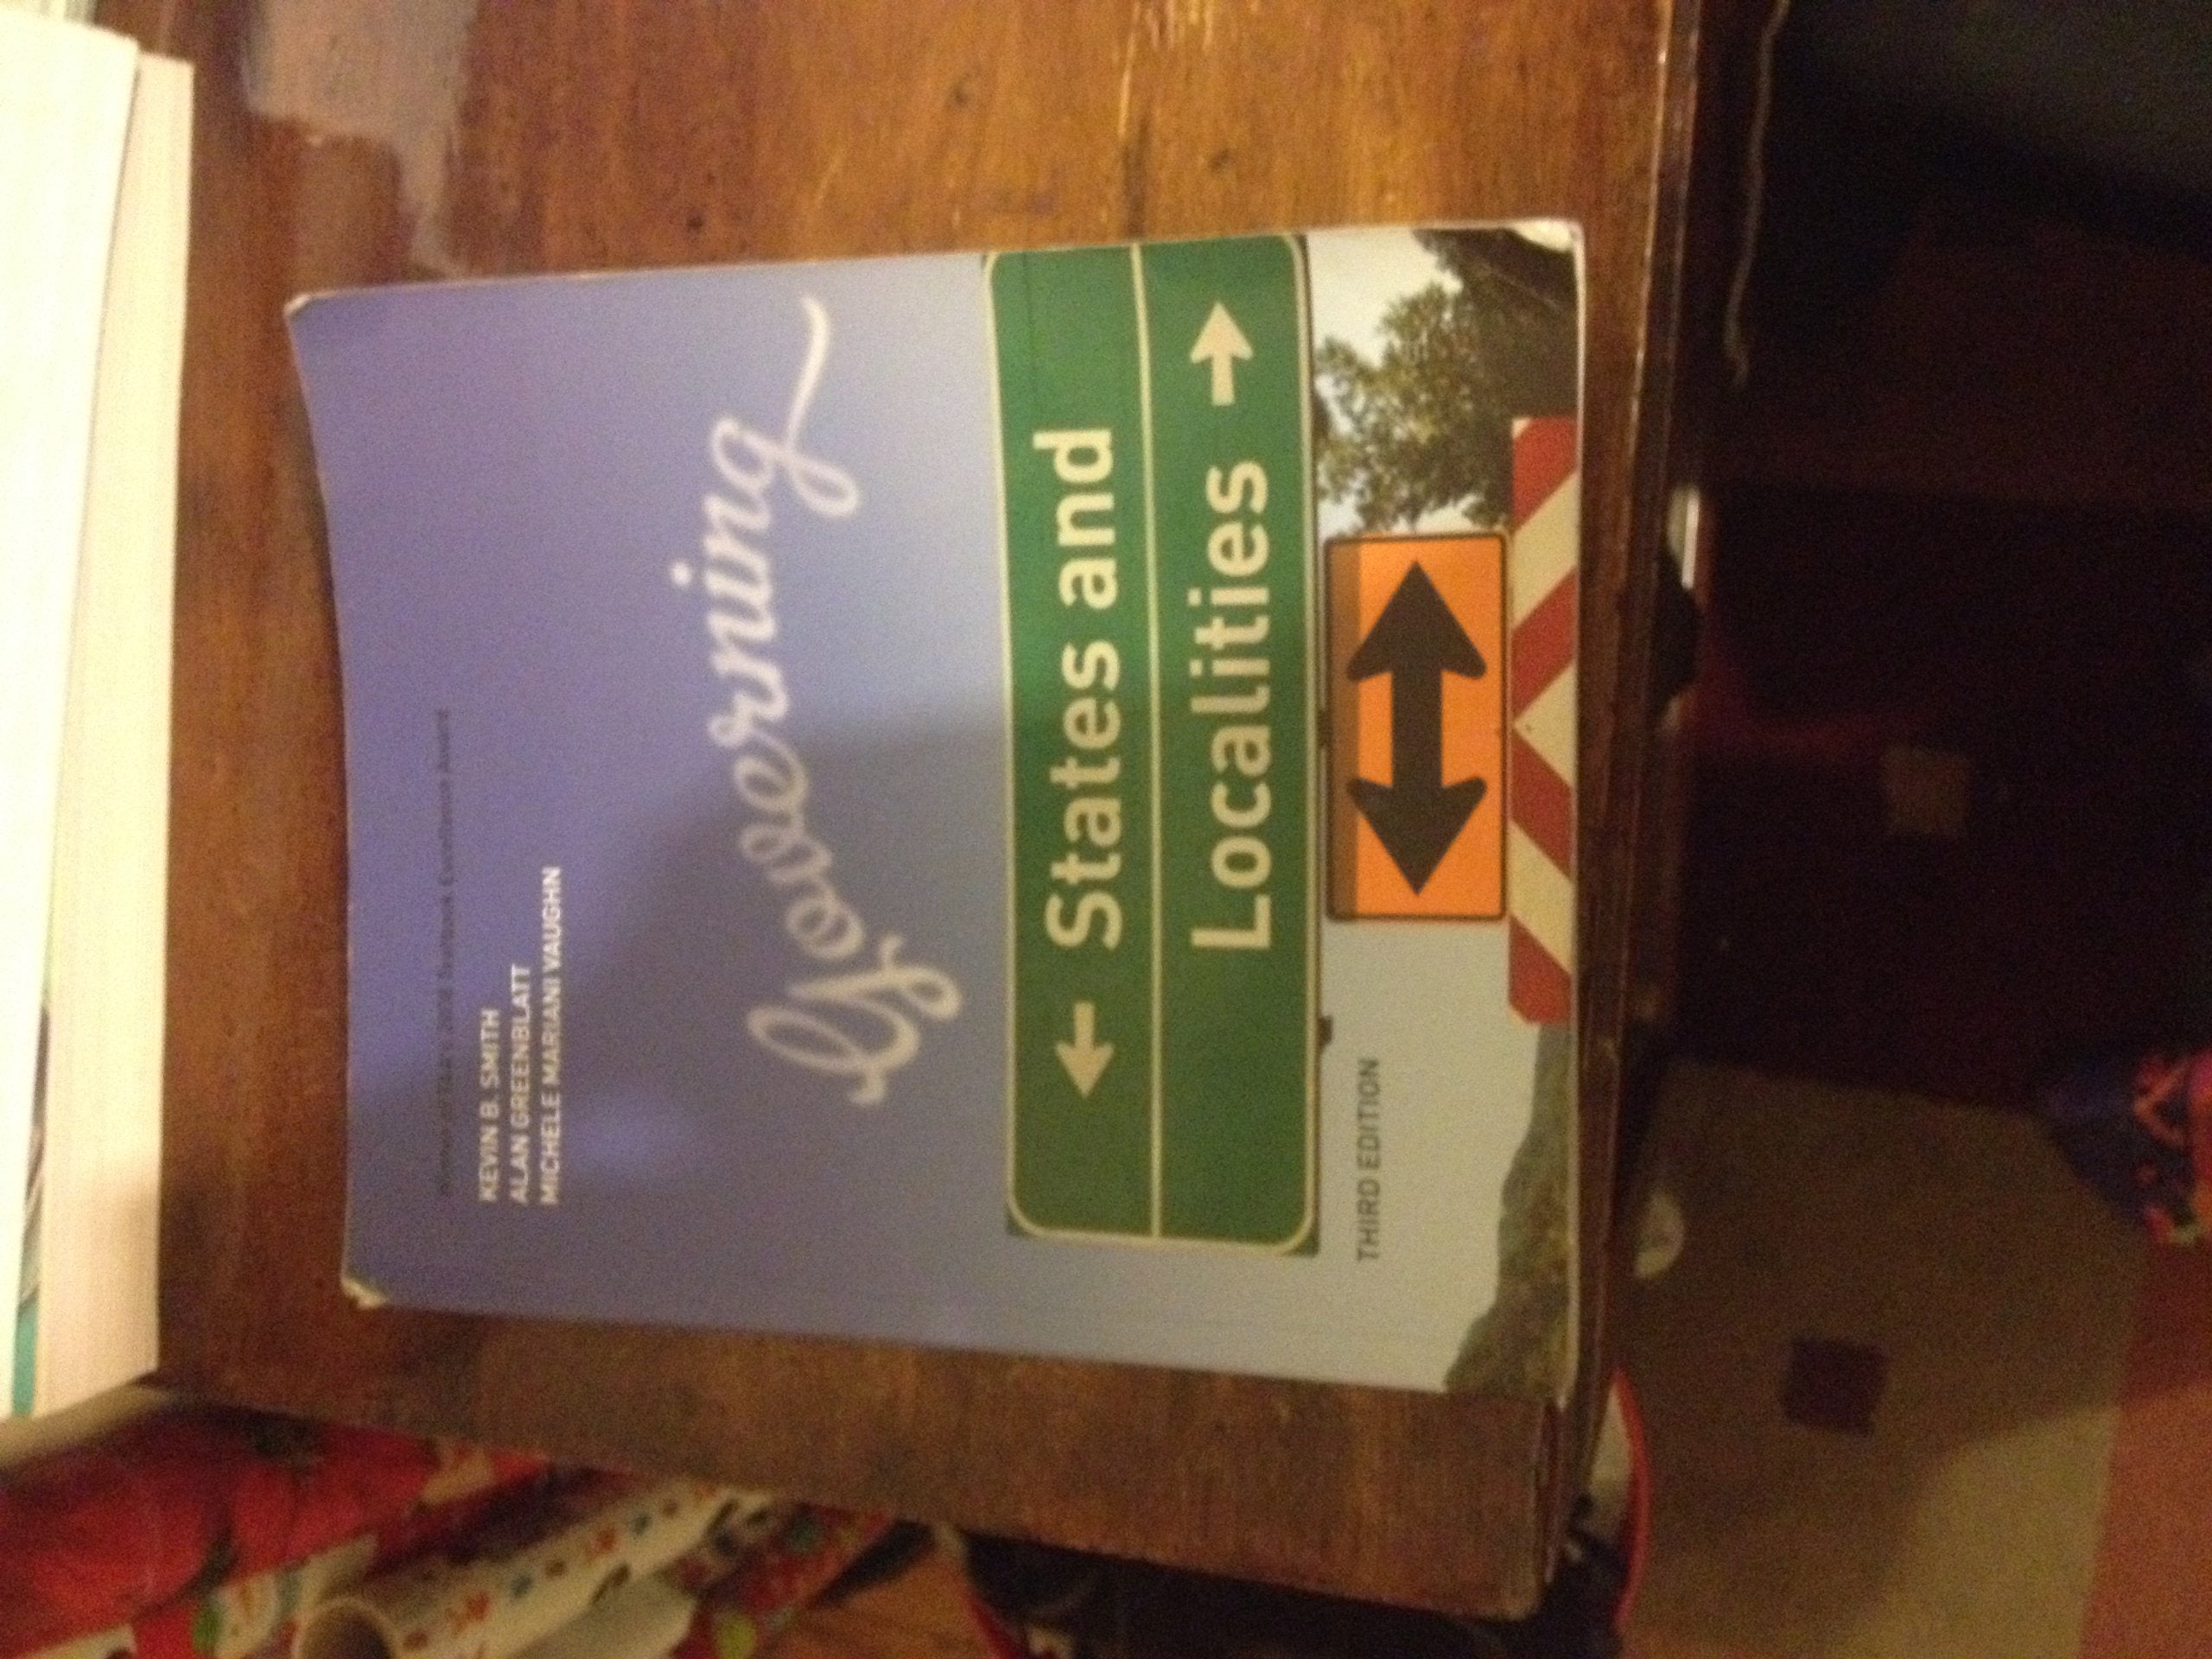 KEVIN B. SMITH
ALAN GREENBLATT
MICHELE MARIANI VAUGHN
Governing
States and
Localities
THIRD EDITION